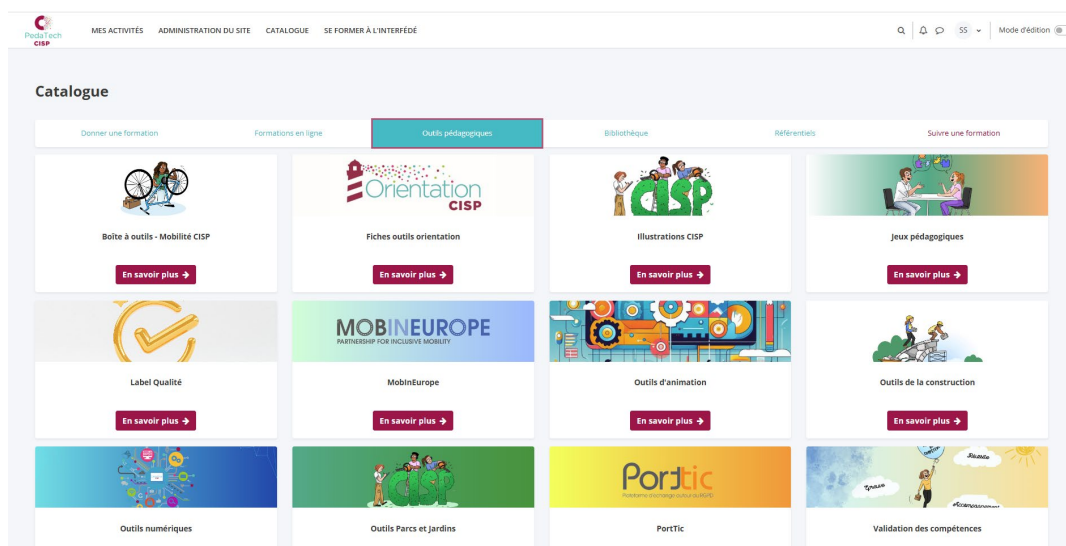 PedaTech
CISP
MES ACTIVITÉS ADMINISTRATION DU SITE CATALOGUE SE FORMER À L'INTERFÉDÉ
SS
Mode d'édition
Catalogue
Donner une formation
Formations en ligne
Outils pédagogiques
Bibliothèque
Référentiels
Suivre une formation
Orientation
CISP
CISP
Boîte à outils - Mobilité CISP
Fiches outils orientation
Illustrations CISP
Jeux pédagogiques
En savoir plus
En savoir plus
En savoir plus
En savoir plus
MOBINEUROPE
PARTNERSHIP FOR INCLUSIVE MOBILITY
Label Qualité
MobInEurope
Outils d'animation
Outils de la construction
En savoir plus
En savoir plus
En savoir plus
En savoir plus
CISP
Porttic
Réussite
Accompagnement
Outils numériques
Outils Parcs et Jardins
PortTic
Validation des compétences